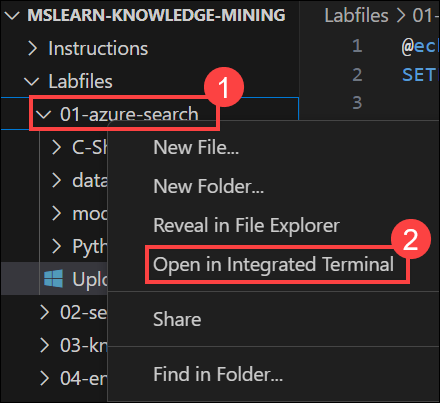 MSLEARN-KNOWLEDGE-MINING
Labfiles > 01-
Instructions
1 @ec
Labfiles
2 SET
1
3
01-azure-search
C-Sh
New File...
data
New Folder...
mod
Reveal in File Explorer
2
Pyth
Open in Integrated Terminal
Uplo
02-se
Share
03-kn
04-en
Find in Folder...